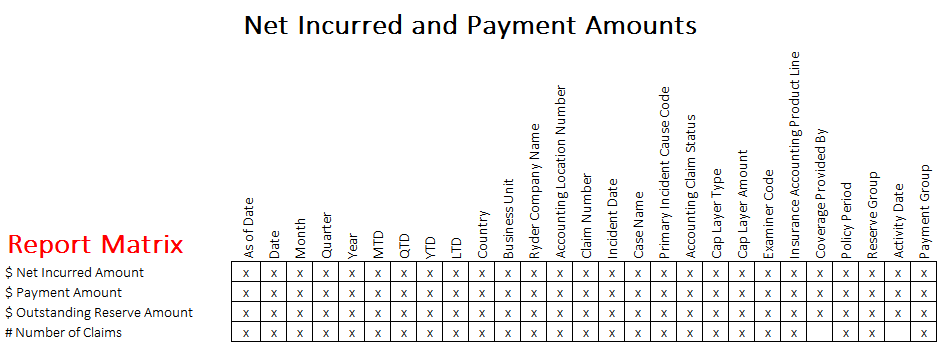 Net Incurred and Payment Amounts
Report Matrix
As of Date
Date
Month
Quarter
Year
MTD
QTD
YTD
LTD
Country
Business Unit
Ryder Company Name
Accounting Location Number
Claim Number
Incident Date
Case Name
Primary Incident Cause Code
Accounting Claim Status
Cap Layer Type
Cap Layer Amount
Examiner Code
Insurance Accounting Product Line
Coverage Provided By
Policy Period
Reserve Group
Activity Date
Payment Group
$ Net Incurred Amount x x x x x x x x x x x x x x x x x x x x x x x x x x x
$ Payment Amount x x x x x x x x x x x x x x x x x x x x x x x x x x x
$ Outstanding Reserve Amount x x x x x x x x x x x x x x x x x x x x x x x x x x x
# Number of Claims x x x x x x x x x x x x x x x x x x x x x x x x x